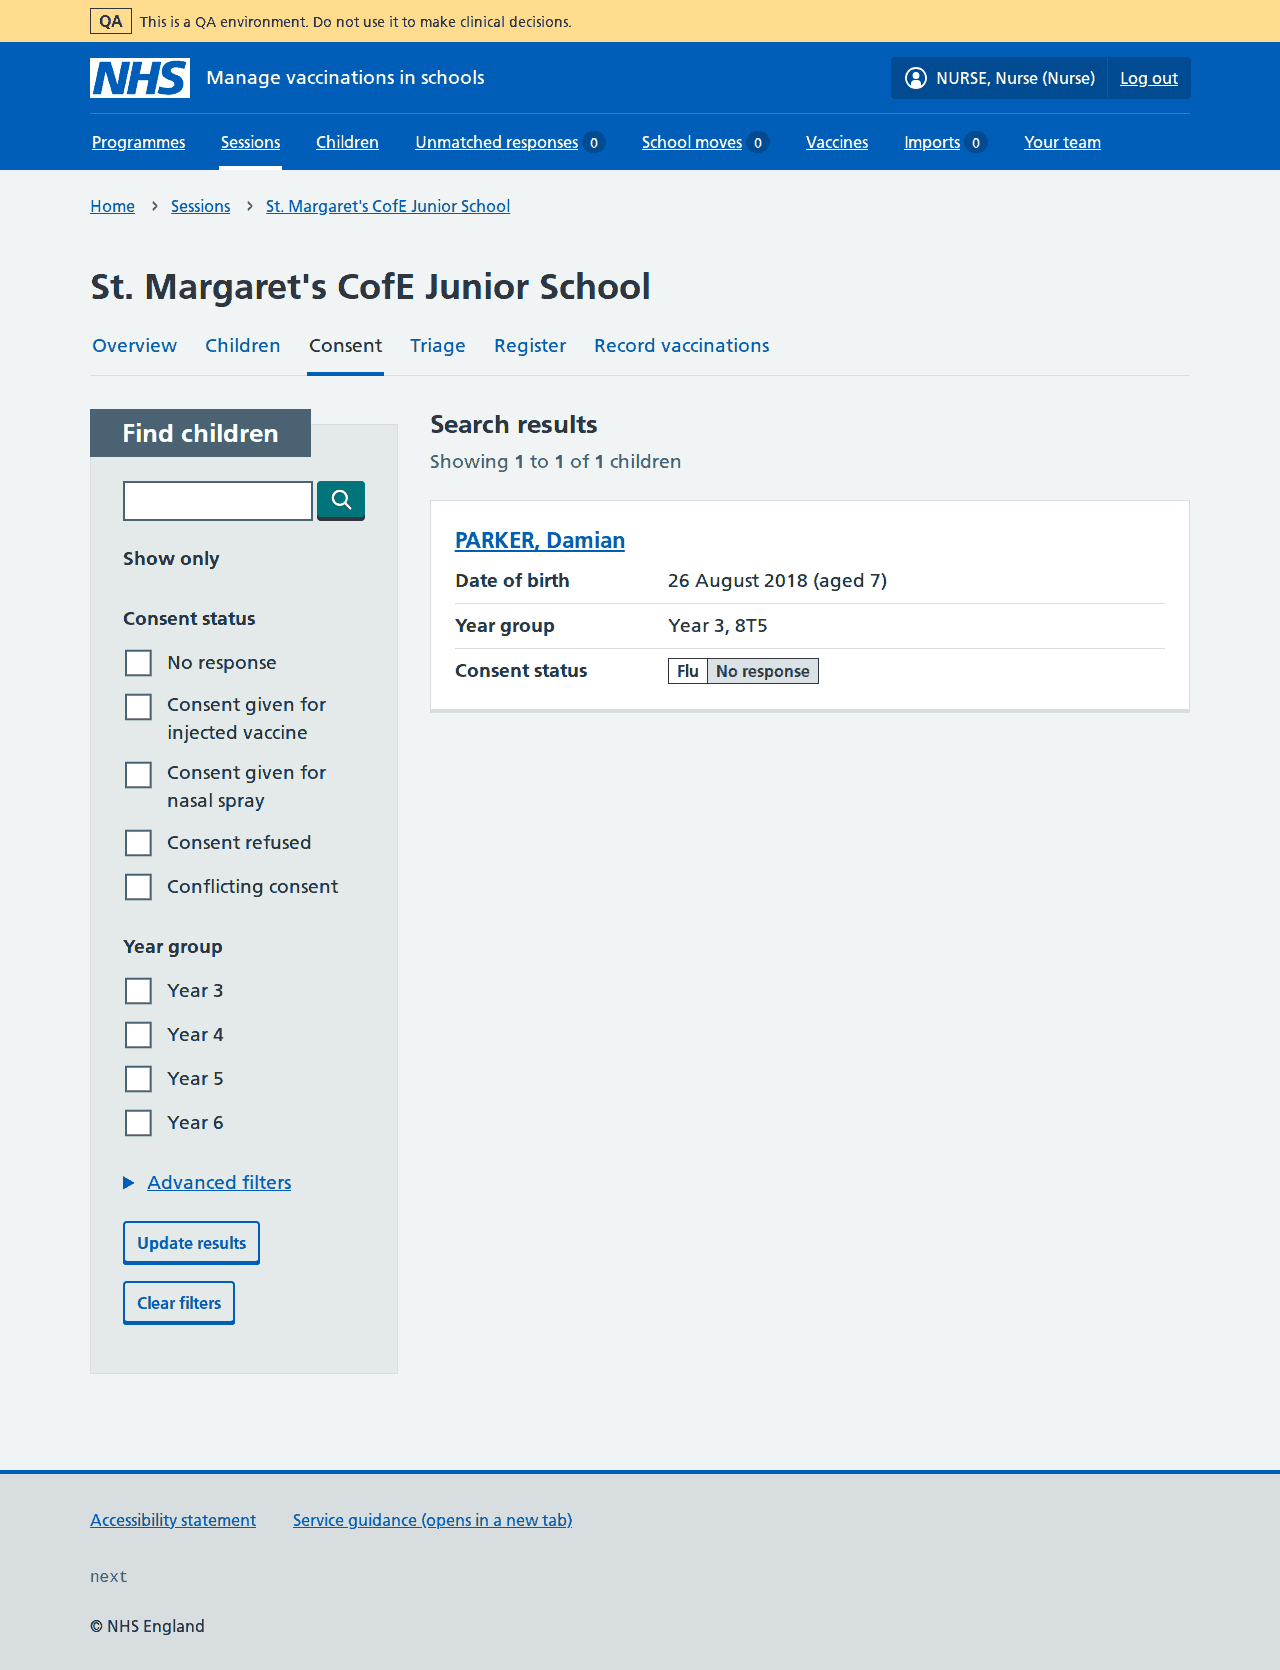 QA This is a QA environment. Do not use it to make clinical decisions.
NHS Manage vaccinations in schools NURSE, Nurse (Nurse) Log out
Programmes Sessions Children Unmatched responses 0 School moves 0 Vaccines Imports 0 Your team
Home Sessions St. Margaret's CofE Junior School
St. Margaret's CofE Junior School
Overview Children Consent Triage Register Record vaccinations
Find children
Show only
Consent status
No response
Consent given for
injected vaccine
Consent given for
nasal spray
Consent refused
Conflicting consent
Year group
Year 3
Year 4
Year 5
Year 6
Advanced filters
Update results
Clear filters
Search results
Showing 1 to 1 of 1 children
PARKER, Damian
Date of birth 26 August 2018 (aged 7)
Year group Year 3, 8T5
Consent status Flu No response
Accessibility statement Service guidance (opens in a new tab)
next
© NHS England